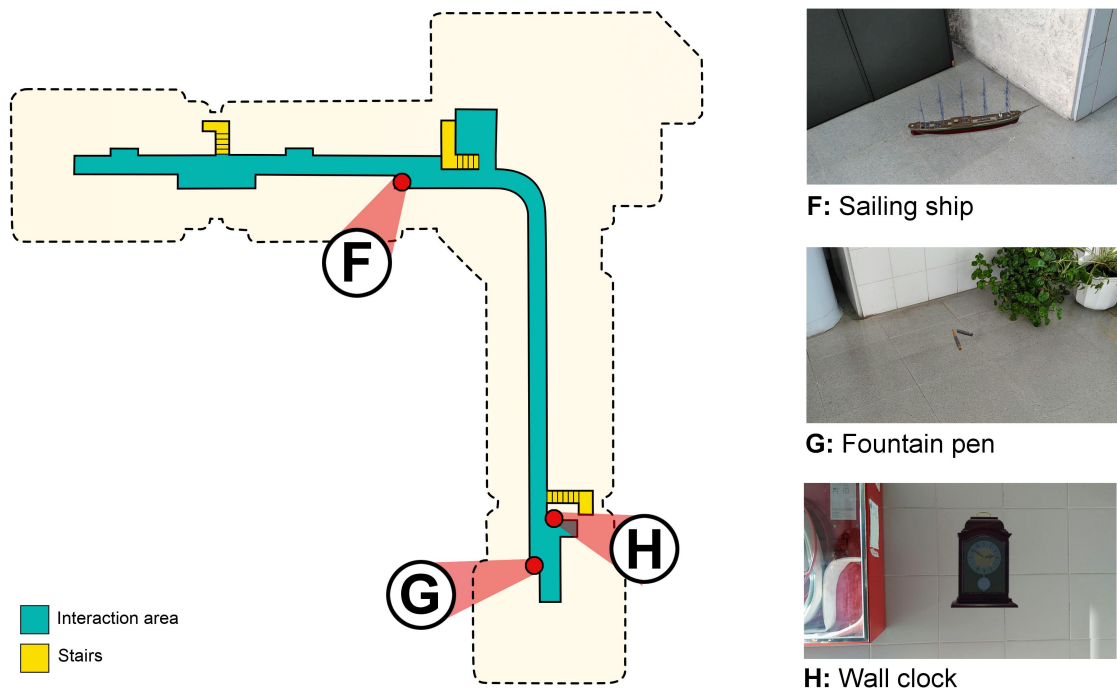 F
F: Sailing ship
G: Fountain pen
H
G
Interaction area
Stairs
H: Wall clock